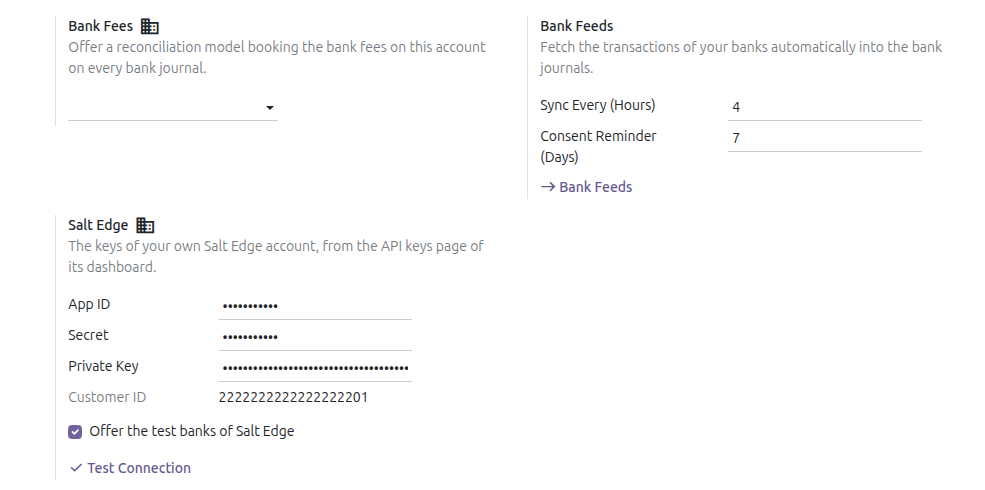 Bank Fees
Offer a reconciliation model booking the bank fees on this account
on every bank journal.
Bank Feeds
Fetch the transactions of your banks automatically into the bank
journals.
Sync Every (Hours) 4
Consent Reminder 7
(Days)
→ Bank Feeds
Salt Edge
The keys of your own Salt Edge account, from the API keys page of
its dashboard.
App ID •••••••••••
Secret •••••••••••
Private Key •••••••••••••••••••••••••••••••••••••
Customer ID 2222222222222222201
Offer the test banks of Salt Edge
Test Connection